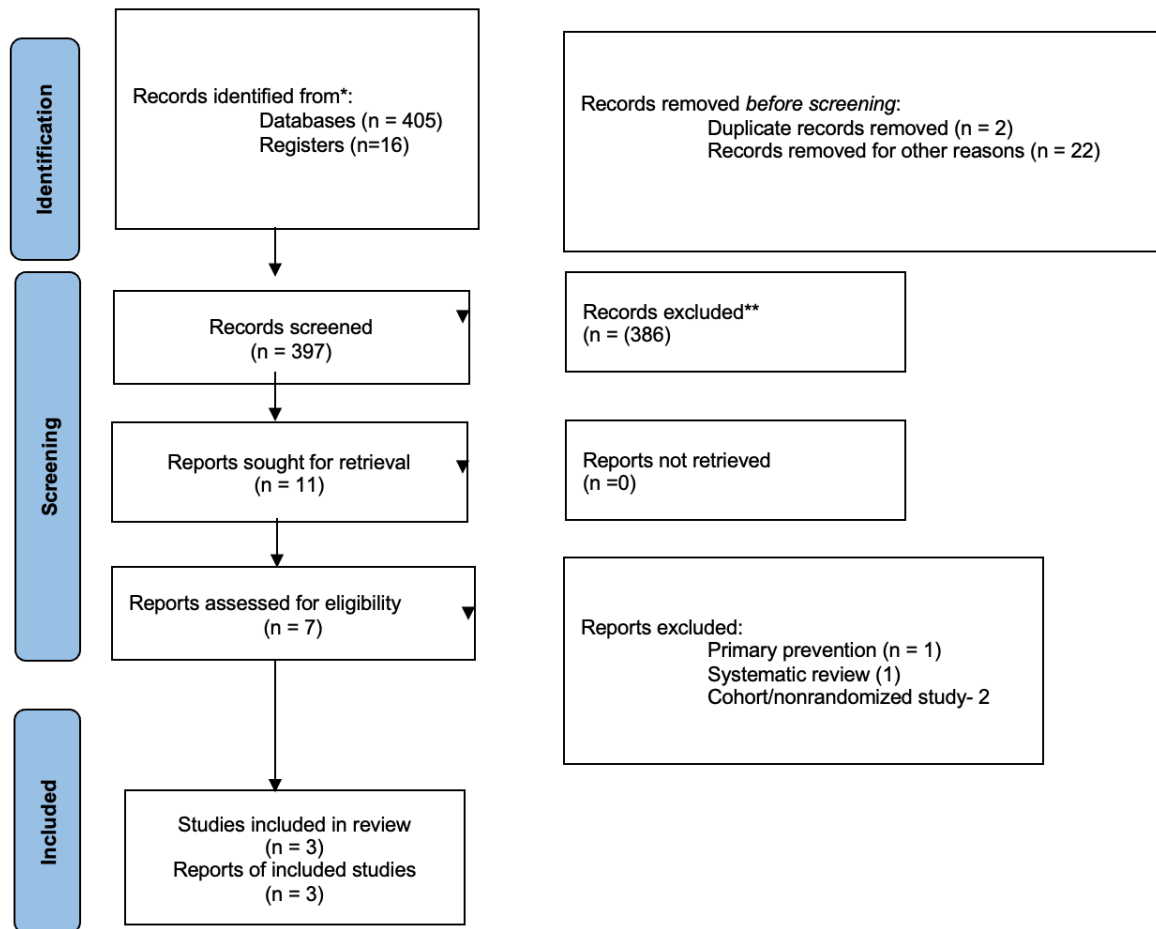 Identification
Records identified from*:
Databases (n = 405)
Registers (n=16)
Records removed before screening:
Duplicate records removed (n = 2)
Records removed for other reasons (n = 22)
Screening
Records screened
(n = 397)
Records excluded**
(n = (386)
Reports sought for retrieval
(n = 11)
Reports not retrieved
(n =0)
Reports assessed for eligibility
(n = 7)
Reports excluded:
Primary prevention (n = 1)
Systematic review (1)
Cohort/nonrandomized study- 2
Included
Studies included in review
(n = 3)
Reports of included studies
(n = 3)